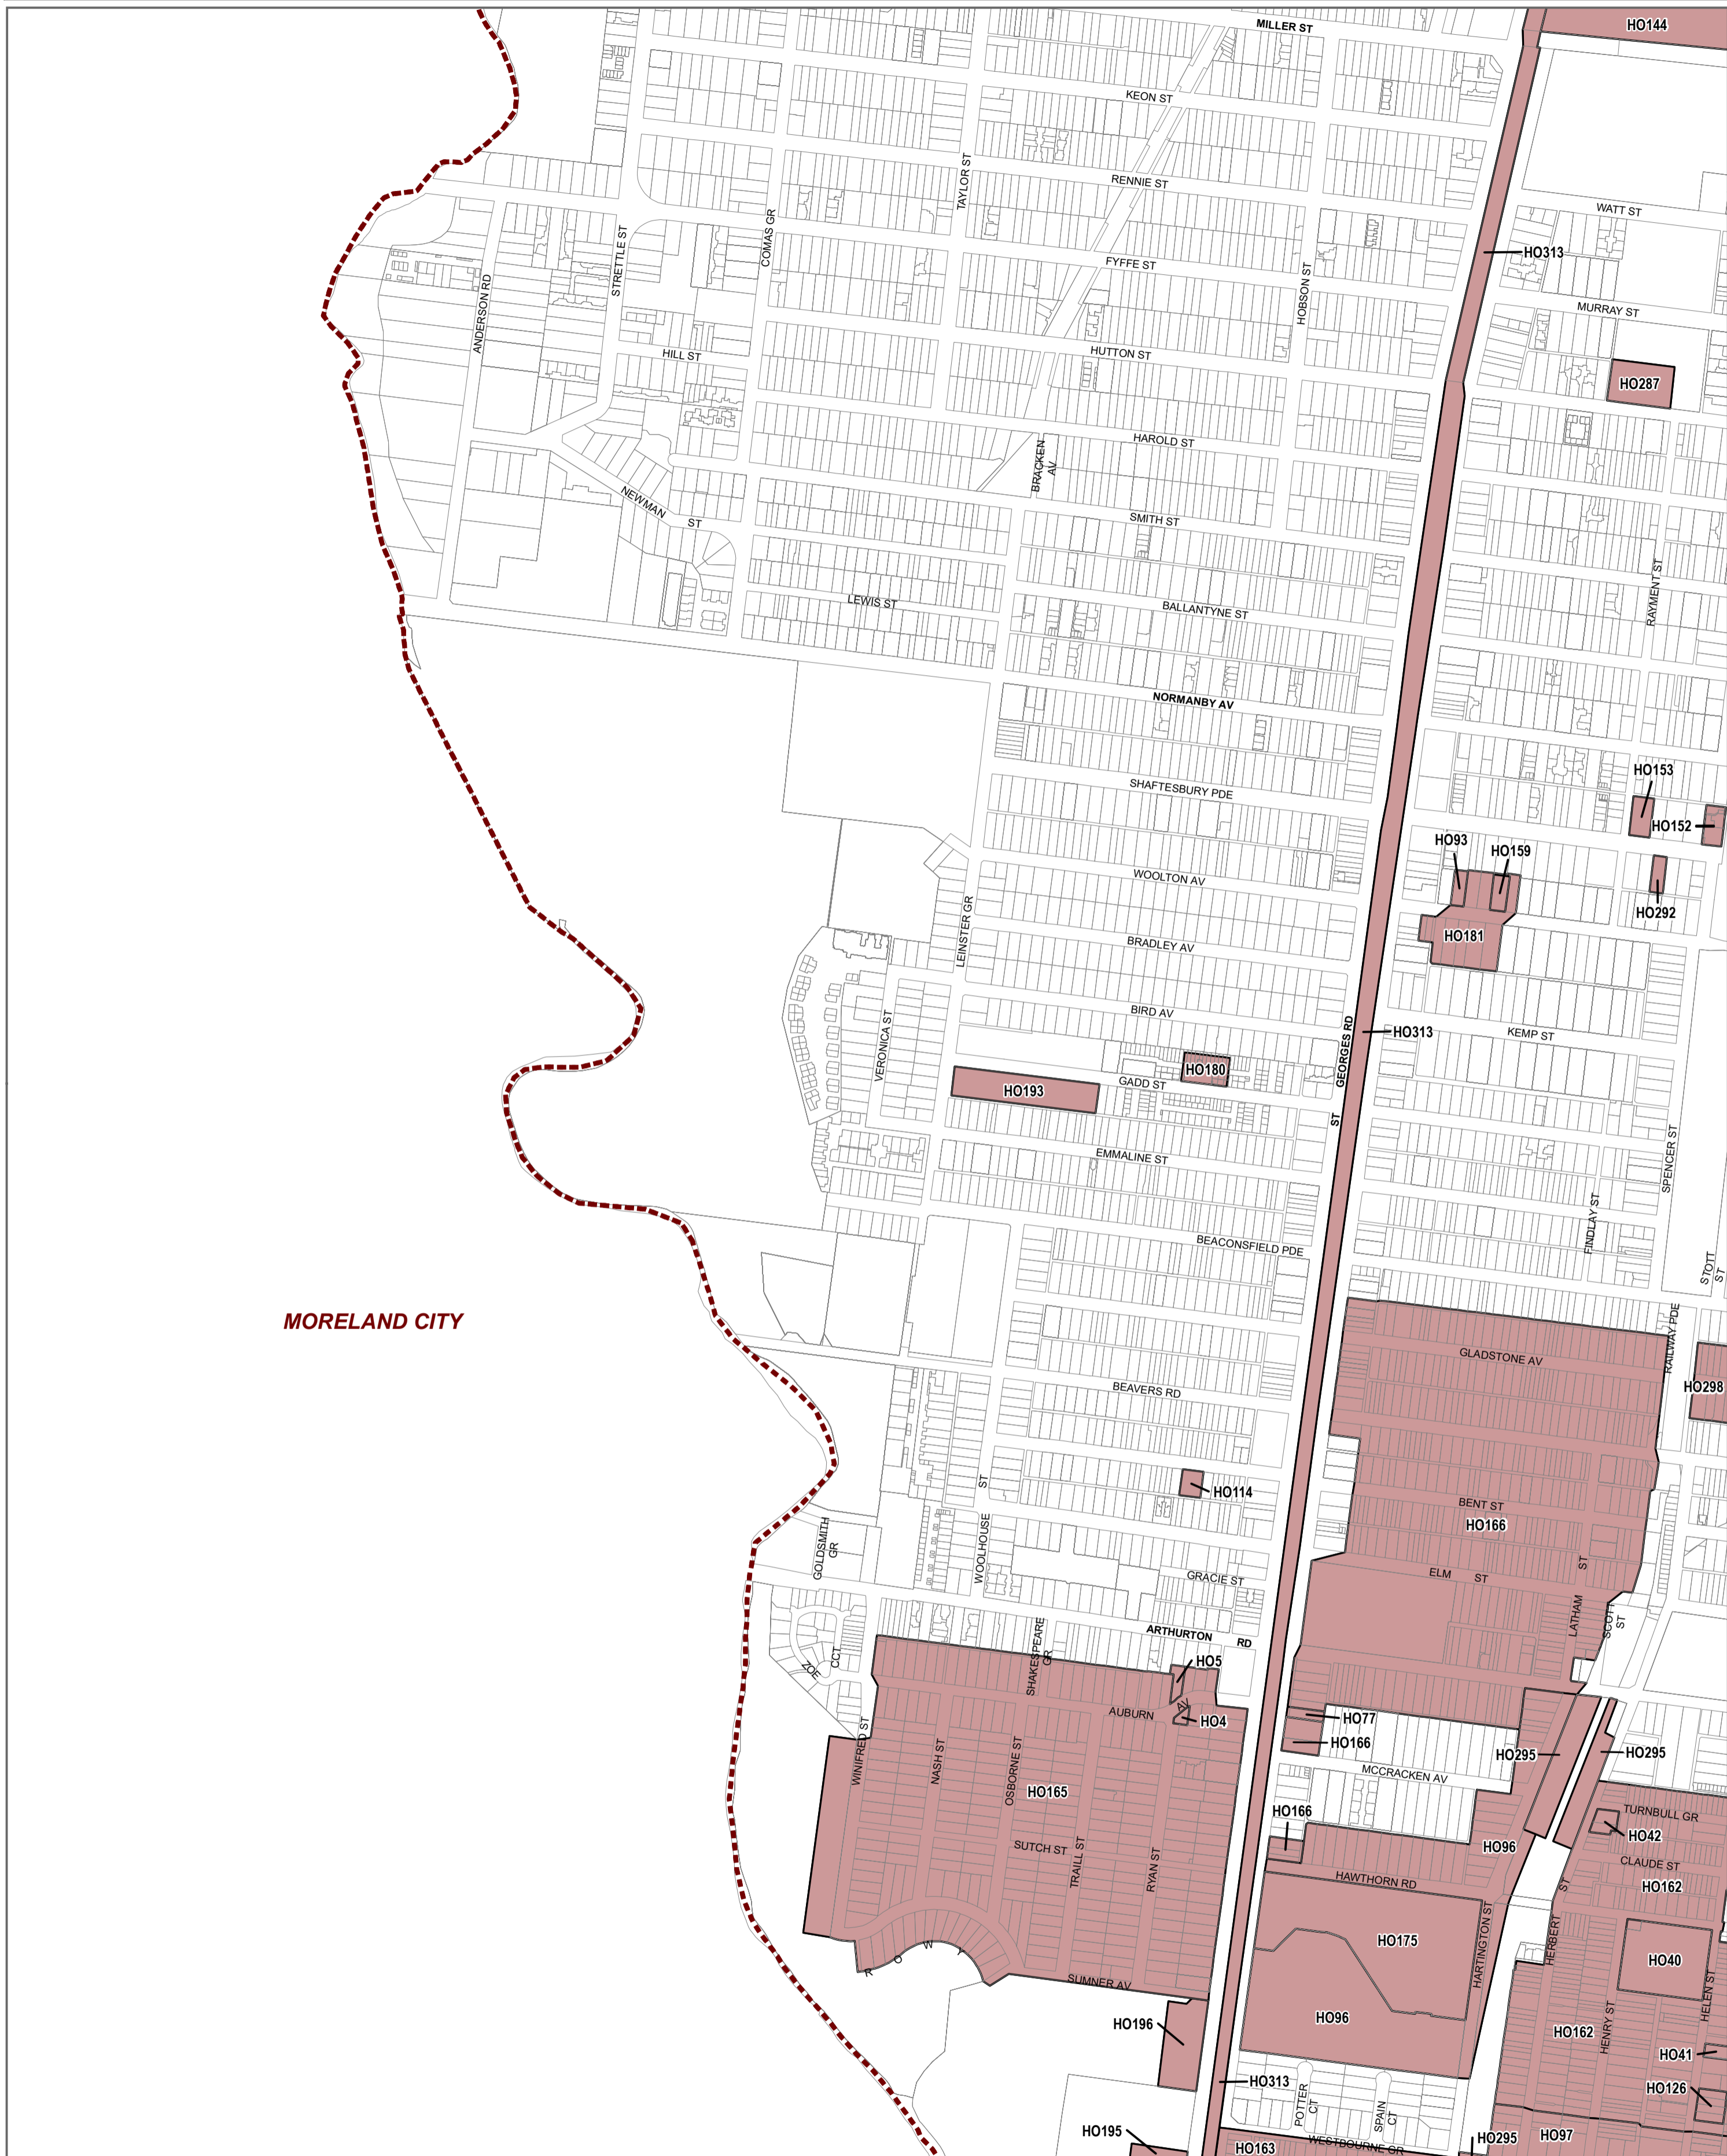 HO144
MILLER ST
KEON ST
RENNIE ST
TAYLOR ST
WATT ST
COMAS GR
STRETTLE ST
HO313
FYFFE ST
HOBSON ST
ANDERSON RD
MURRAY ST
HILL ST
HUTTON ST
HO287
HAROLD ST
BRACKEN
AV
NEWMAN
ST
SMITH ST
RAYMENT ST
LEWIS ST
BALLANTYNE ST
NORMANBY AV
HO153
SHAFTESBURY PDE
HO152
HO93
HO159
WOOLTON AV
HO292
LEINSTER GR
HO181
BRADLEY AV
BIRD AV
VERONICA ST
GEORGES RD
ST
HO313
KEMP ST
HO180
GADD ST
HO193
EMMALINE ST
SPENCER ST
FINDLAY ST
BEACONSFIELD PDE
STOTT
ST
MORELAND CITY
RAILWAY PDE
GLADSTONE AV
HO298
BEAVERS RD
HO114
BENT ST
HO166
WOOLHOUSE
ST
GOLDSMITH
GR
GRACIE ST
ELM ST
LATHAM
ST
SCOTT
ST
ARTHURTON RD
SHAKESPEARE
GR
HO5
ZOE
CCT
AUBURN
AV
HO4
HO77
HO166
HO295
HO295
WINIFRED ST
NASH ST
OSBORNE ST
MCCRACKEN AV
HO165
HO166
TURNBULL GR
HO42
SUTCH ST
TRAILL ST
RYAN ST
HO96
CLAUDE ST
HO162
HAWTHORN RD
HARTINGTON ST
HERBERT
ST
HO175
HO40
R O W Y
SUMNER AV
HELEN ST
HO196
HO96
HENRY ST
HO162
HO41
HO313
HO126
POTTER
CT
SPAIN
CT
HO195
HO163
WESTBOURNE GR
HO295
HO97